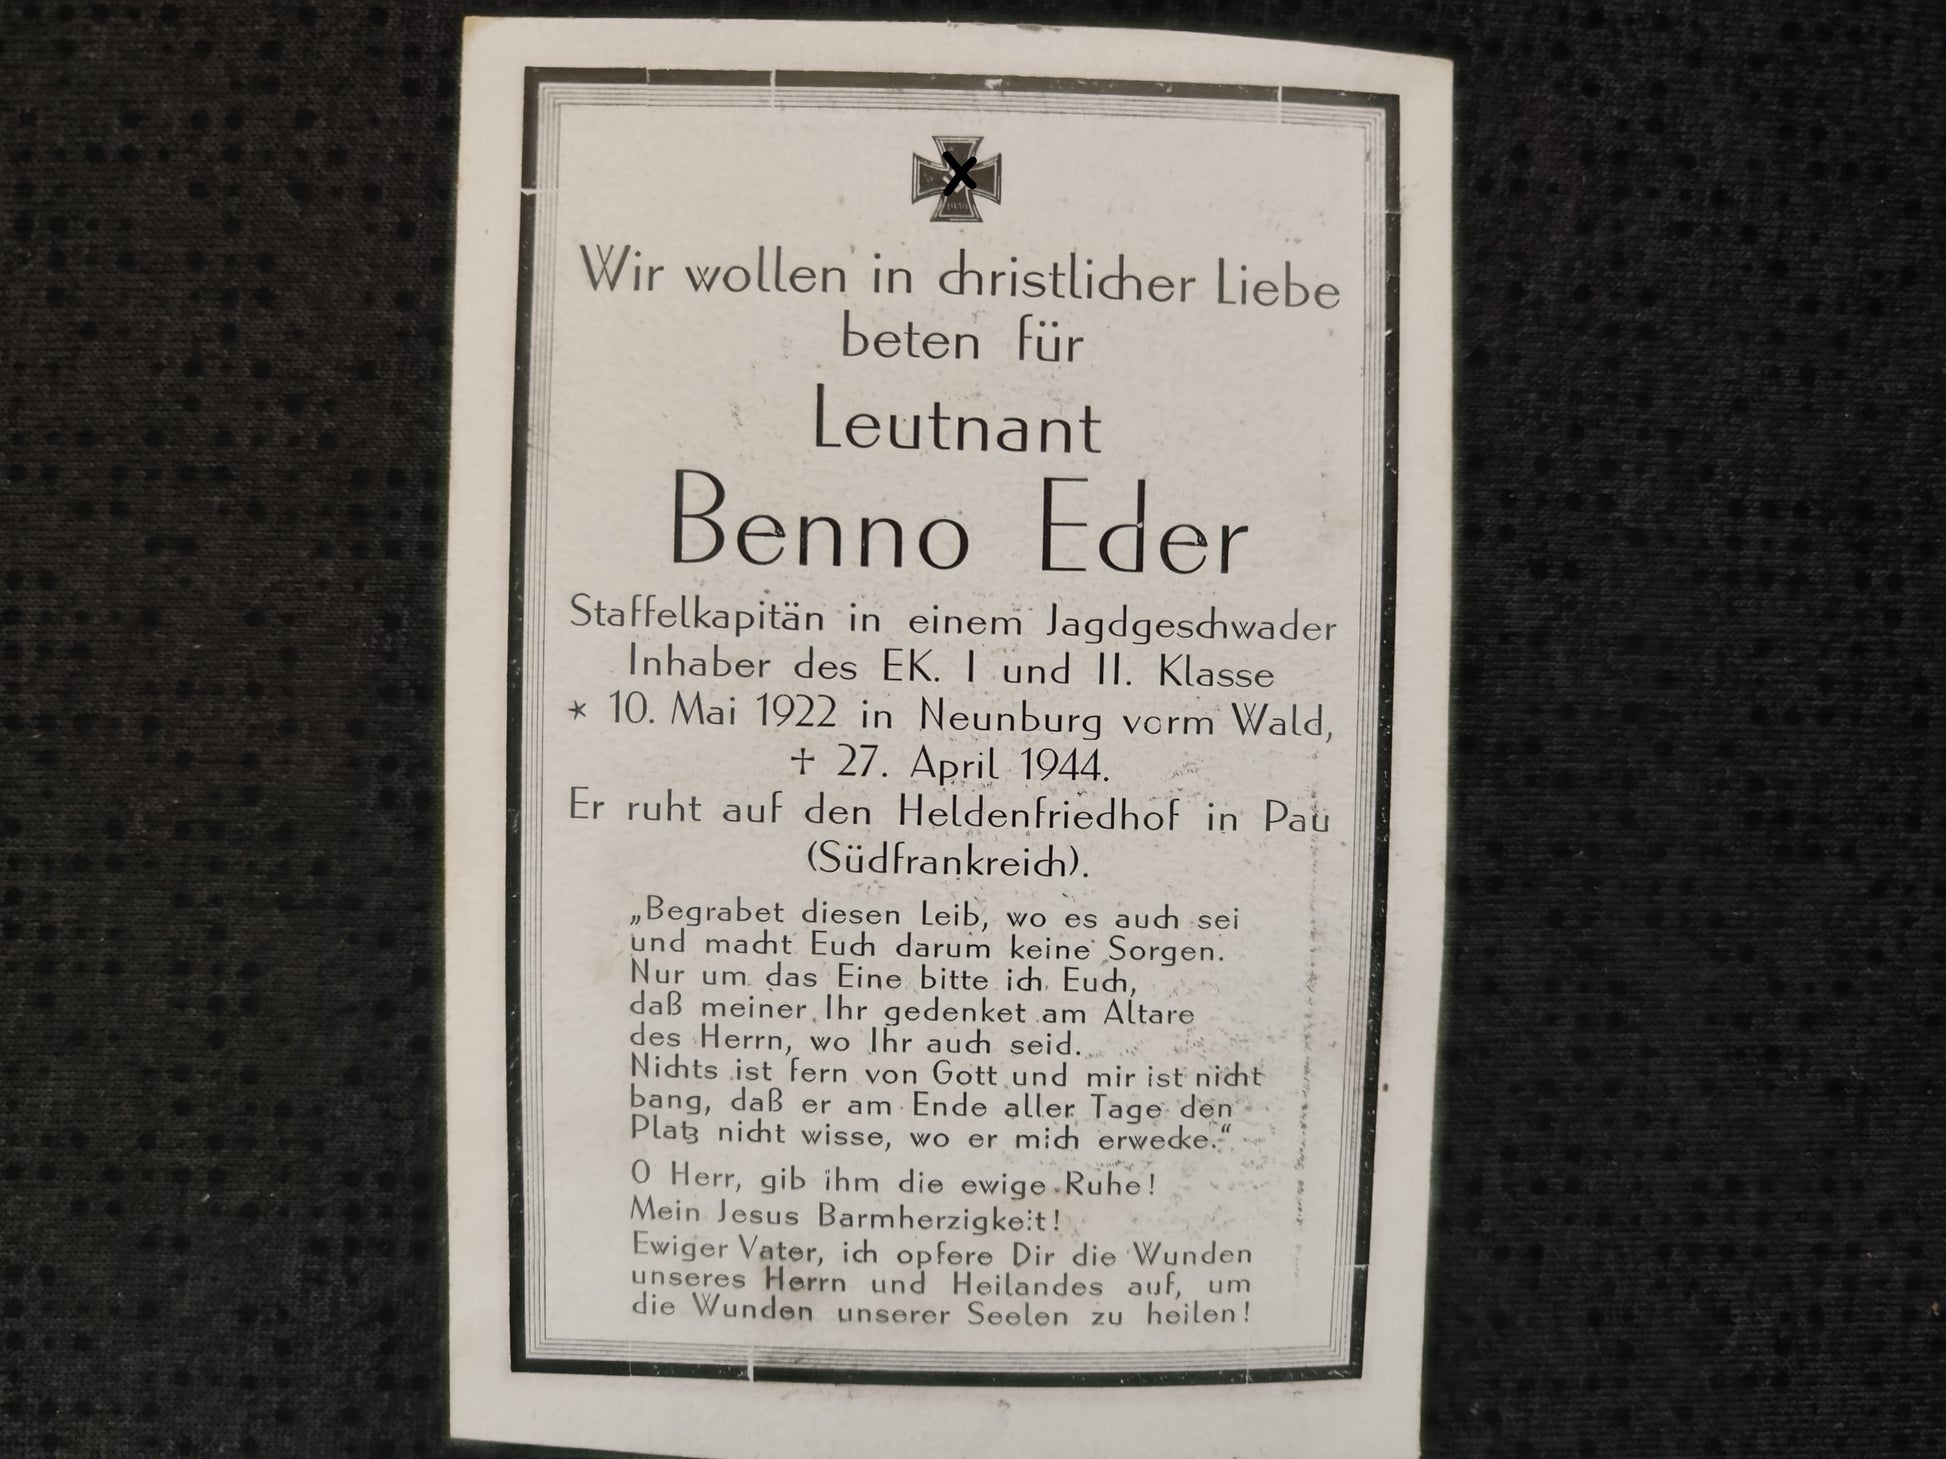 1939
Wir wollen in christlicher Liebe
beten für
Leutnant
Benno Eder
Staffelkapitän in einem Jagdgeschwader
Inhaber des EK. I und II. Klasse
* 10. Mai 1922 in Neunburg vorm Wald,
† 27. April 1944.
Er ruht auf den Heldenfriedhof in Pau
(Südfrankreich).
„Begrabet diesen Leib, wo es auch sei
und macht Euch darum keine Sorgen.
Nur um das Eine bitte ich Euch,
daß meiner Ihr gedenket am Altare
des Herrn, wo Ihr auch seid.
Nichts ist fern von Gott und mir ist nicht
bang, daß er am Ende aller Tage den
Platz nicht wisse, wo er mich erwecke.“
O Herr, gib ihm die ewige Ruhe!
Mein Jesus Barmherzigkeit!
Ewiger Vater, ich opfere Dir die Wunden
unseres Herrn und Heilandes auf, um
die Wunden unserer Seelen zu heilen!